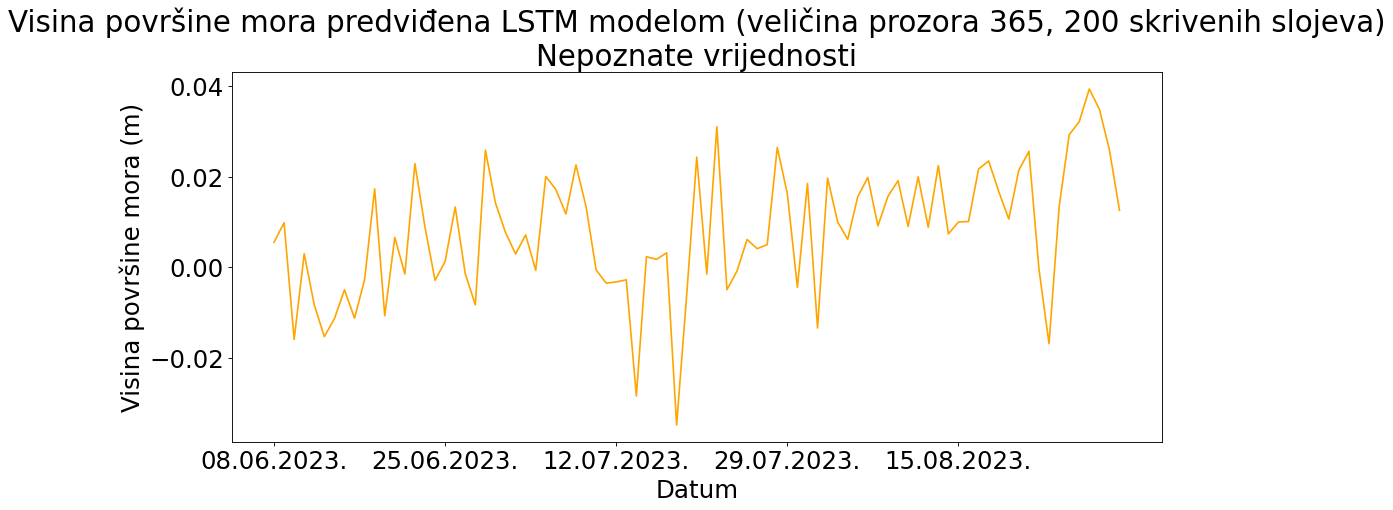 Visina površine mora predviđena LSTM modelom (veličina prozora 365, 200 skrivenih slojeva)
Nepoznate vrijednosti
Visina površine mora (m)
0.04
0.02
0.00
−0.02
08.06.2023.
25.06.2023.
12.07.2023.
29.07.2023.
15.08.2023.
Datum